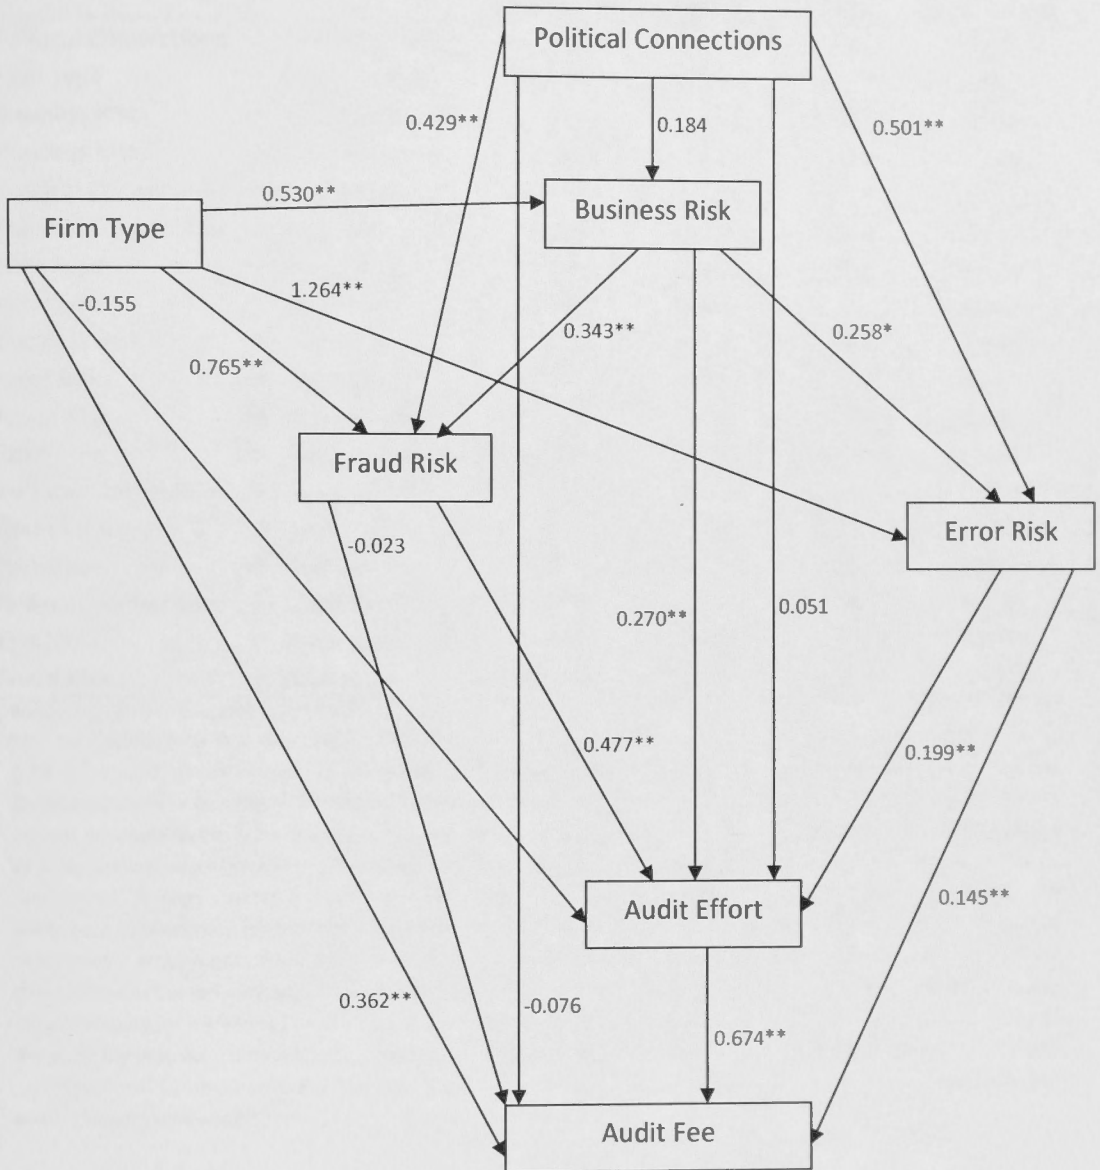 Political Connections
0.429**
0.184
0.501**
0.530**
Business Risk
Firm Type
-0.155
1.264**
0.343**
0.258*
0.765**
Fraud Risk
Error Risk
-0.023
0.270**
0.051
0.477**
0.199**
Audit Effort
0.145**
0.362**
-0.076
0.674**
Audit Fee